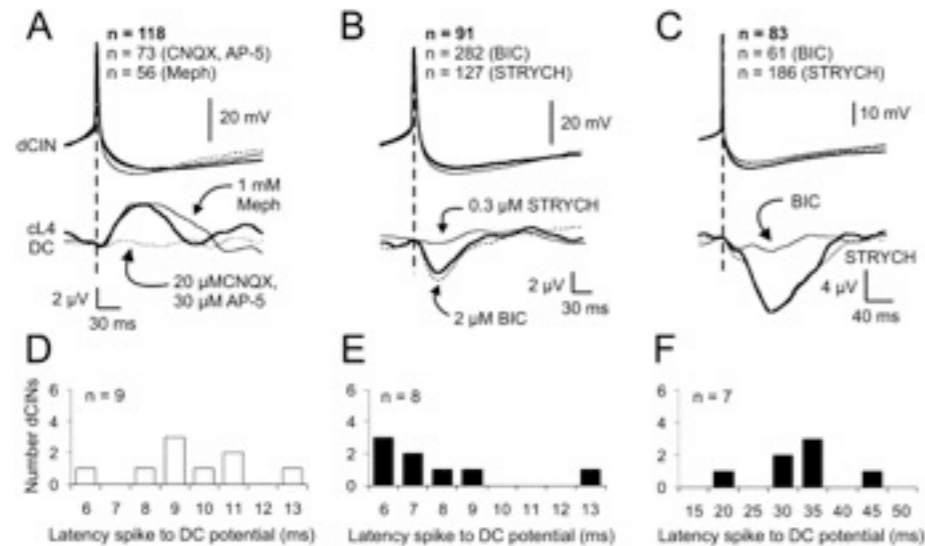 A
n = 118
n = 73 (CNQX, AP-5)
n = 56 (Meph)
20 mV
dCIN
1 mM
Meph
cL4
DC
20 µMCNQX,
30 µM AP-5
2 µV
30 ms
B
n = 91
n = 282 (BIC)
n = 127 (STRYCH)
20 mV
0.3 µM STRYCH
2 µM BIC
2 µV
30 ms
C
n = 83
n = 61 (BIC)
n = 186 (STRYCH)
10 mV
BIC
STRYCH
4 µV
40 ms
D
n = 9
Number dCINs
6
4
2
0
6 7 8 9 10 11 12 13
Latency spike to DC potential (ms)
E
n = 8
6
4
2
0
6 7 8 9 10 11 12 13
Latency spike to DC potential (ms)
F
n = 7
6
4
2
0
15 20 25 30 35 40 45 50
Latency spike to DC potential (ms)